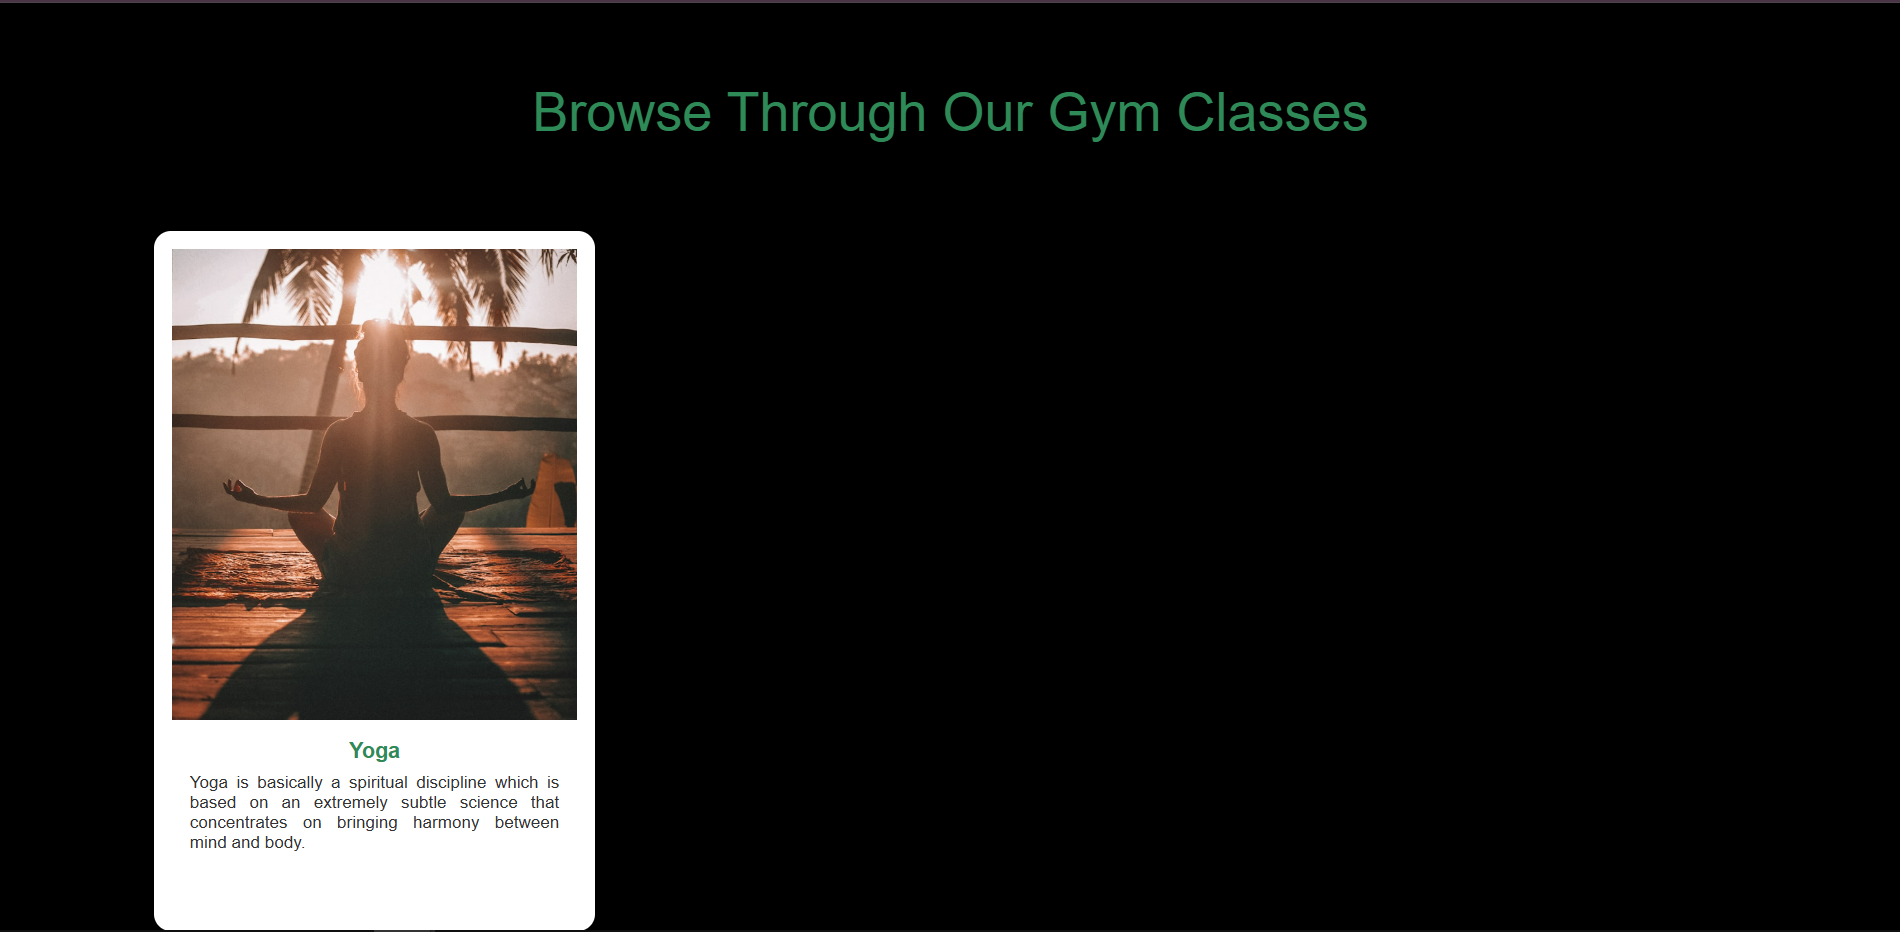 Browse Through Our Gym Classes
Yoga
Yoga is basically a spiritual discipline which is
based on an extremely subtle science that
concentrates on bringing harmony between
mind and body.